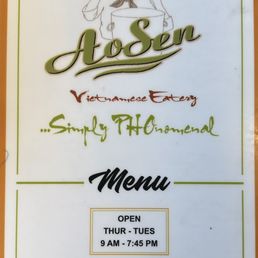 AoSen
Vietnamese Eatery
...Simply PHOnomenal
Menu
OPEN
THUR - TUES
9 AM - 7:45 PM